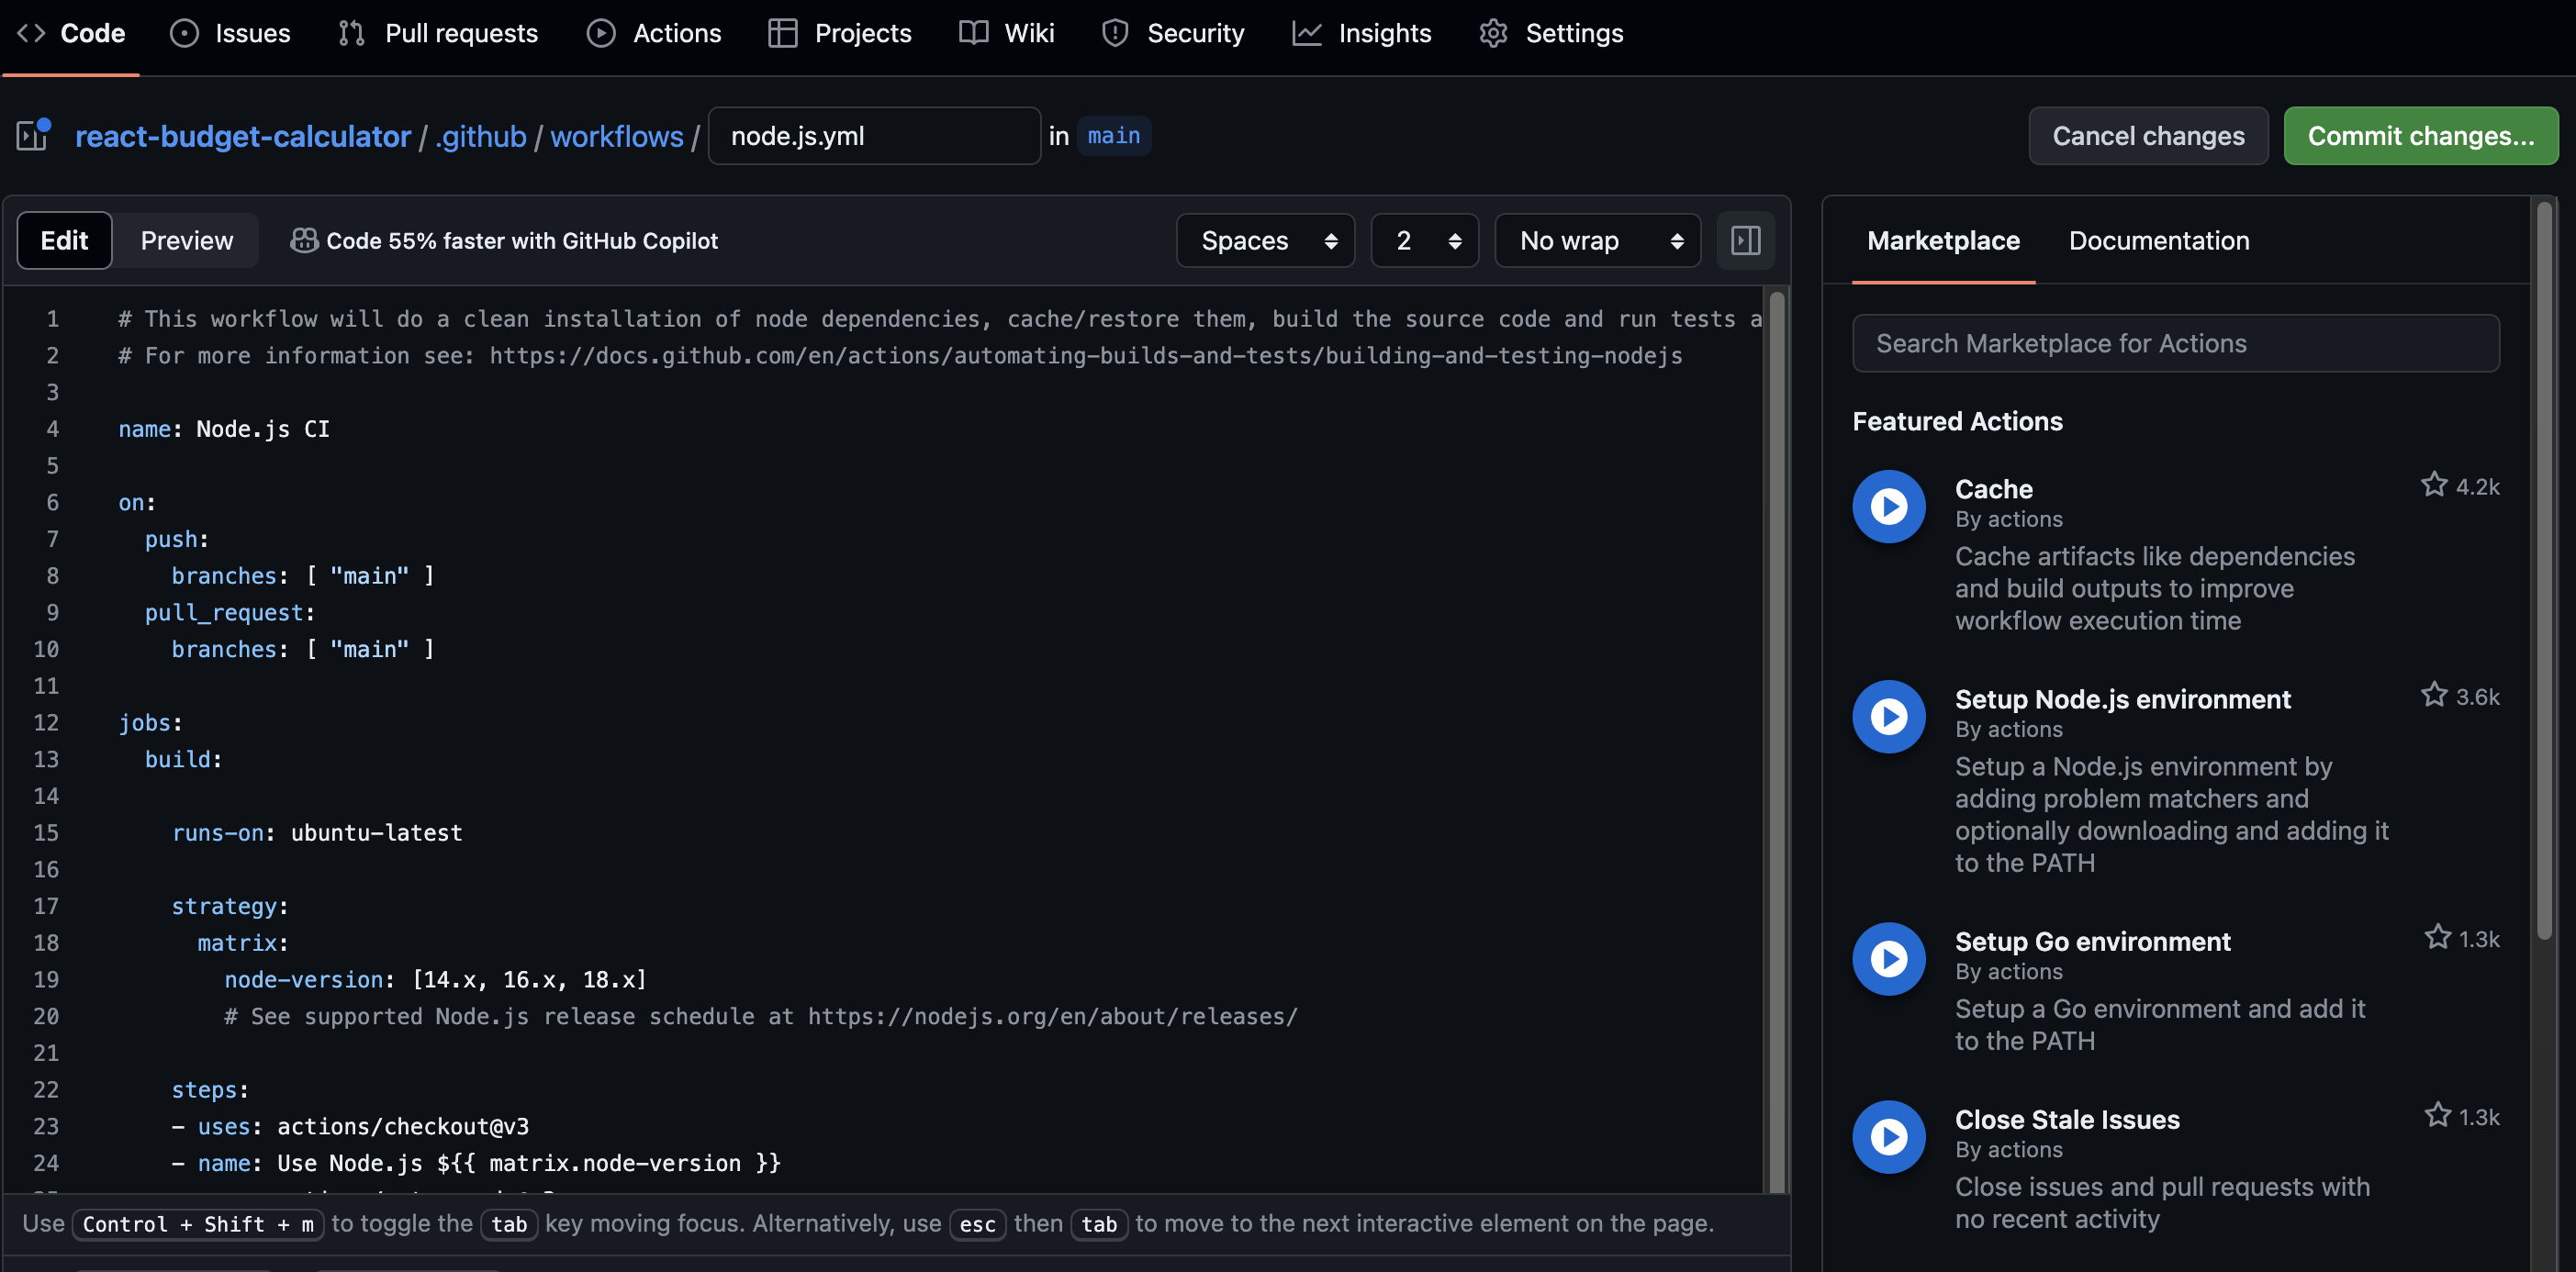 Code Issues Pull requests Actions Projects Wiki Security Insights Settings
react-budget-calculator / .github / workflows / node.js.yml in main
Cancel changes Commit changes...
Edit Preview Code 55% faster with GitHub Copilot
Spaces 2 No wrap
1 # This workflow will do a clean installation of node dependencies, cache/restore them, build the source code and run tests a
2 # For more information see: https://docs.github.com/en/actions/automating-builds-and-tests/building-and-testing-nodejs
3
4 name: Node.js CI
5
6 on:
7 push:
8 branches: [ "main" ]
9 pull_request:
10 branches: [ "main" ]
11
12 jobs:
13 build:
14
15 runs-on: ubuntu-latest
16
17 strategy:
18 matrix:
19 node-version: [14.x, 16.x, 18.x]
20 # See supported Node.js release schedule at https://nodejs.org/en/about/releases/
21
22 steps:
23 - uses: actions/checkout@v3
24 - name: Use Node.js ${{ matrix.node-version }}
Use Control + Shift + m to toggle the tab key moving focus. Alternatively, use esc then tab to move to the next interactive element on the page.
Marketplace Documentation
Search Marketplace for Actions
Featured Actions
Cache 4.2k
By actions
Cache artifacts like dependencies
and build outputs to improve
workflow execution time
Setup Node.js environment 3.6k
By actions
Setup a Node.js environment by
adding problem matchers and
optionally downloading and adding it
to the PATH
Setup Go environment 1.3k
By actions
Setup a Go environment and add it
to the PATH
Close Stale Issues 1.3k
By actions
Close issues and pull requests with
no recent activity